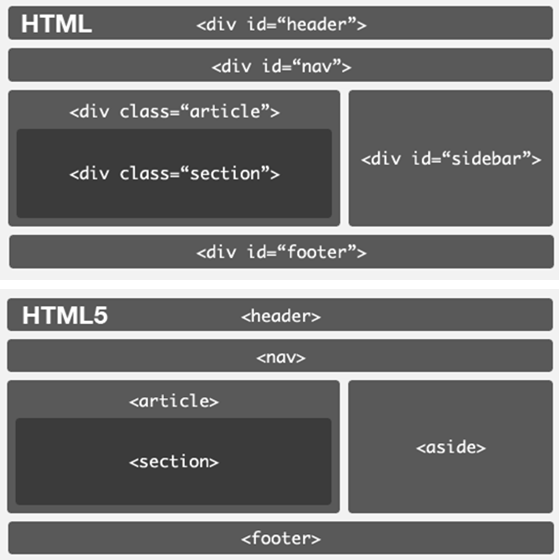 HTML
<div id=“header”>
<div id=“nav”>
<div class=“article”>
<div class=“section”>
<div id=“sidebar”>
<div id=“footer”>
HTML5
<header>
<nav>
<article>
<section>
<aside>
<footer>